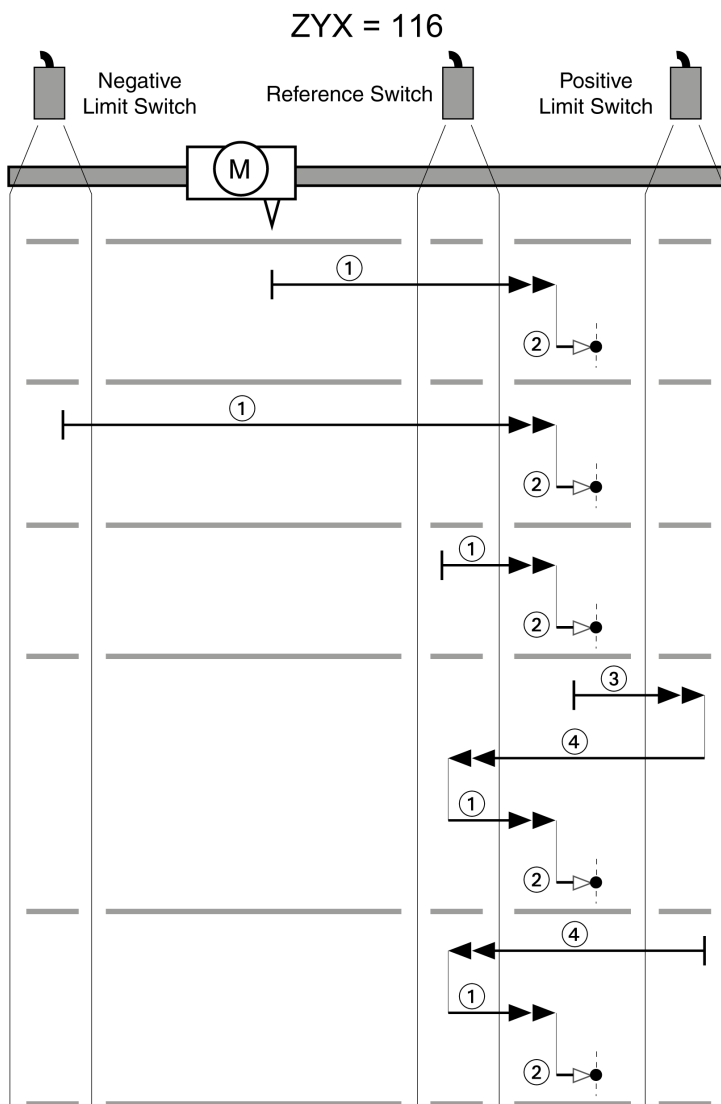 ZYX = 116
Negative
Limit Switch
Reference Switch
Positive
Limit Switch
M
①
②
①
②
①
②
③
④
①
②
④
①
②